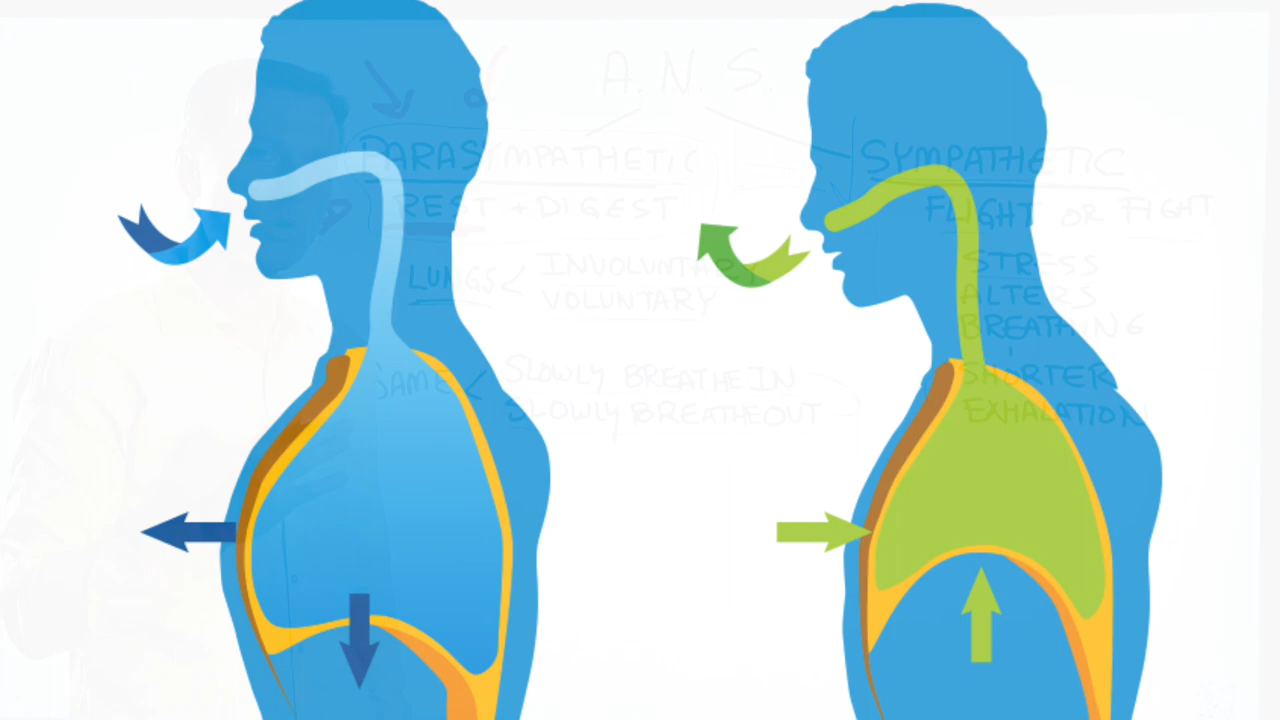 A.N.S.
PARASYMPATHETIC
REST + DIGEST
LUNGS < INVOLUNTARY
VOLUNTARY
SAME < SLOWLY BREATHE IN
SLOWLY BREATHE OUT
SYMPATHETIC
FLIGHT OR FIGHT
STRESS
ALTERS
BREATHING
SHORTER
EXHALATION